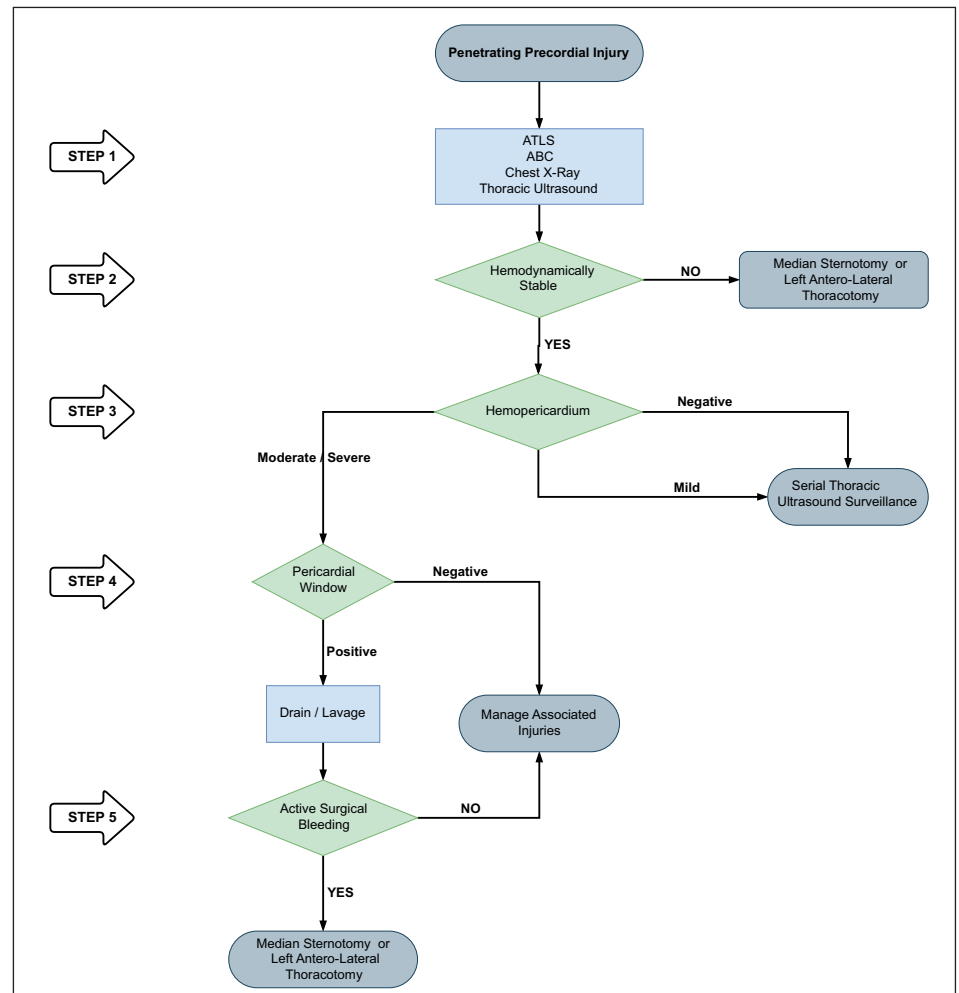 Penetrating Precordial Injury
STEP 1
ATLS
ABC
Chest X-Ray
Thoracic Ultrasound
STEP 2
Hemodynamically
Stable
NO
Median Sternotomy or
Left Antero-Lateral
Thoracotomy
YES
STEP 3
Hemopericardium
Negative
Moderate / Severe
Mild
Serial Thoracic
Ultrasound Surveillance
STEP 4
Pericardial
Window
Negative
Positive
Drain / Lavage
Manage Associated
Injuries
STEP 5
Active Surgical
Bleeding
NO
YES
Median Sternotomy or
Left Antero-Lateral
Thoracotomy